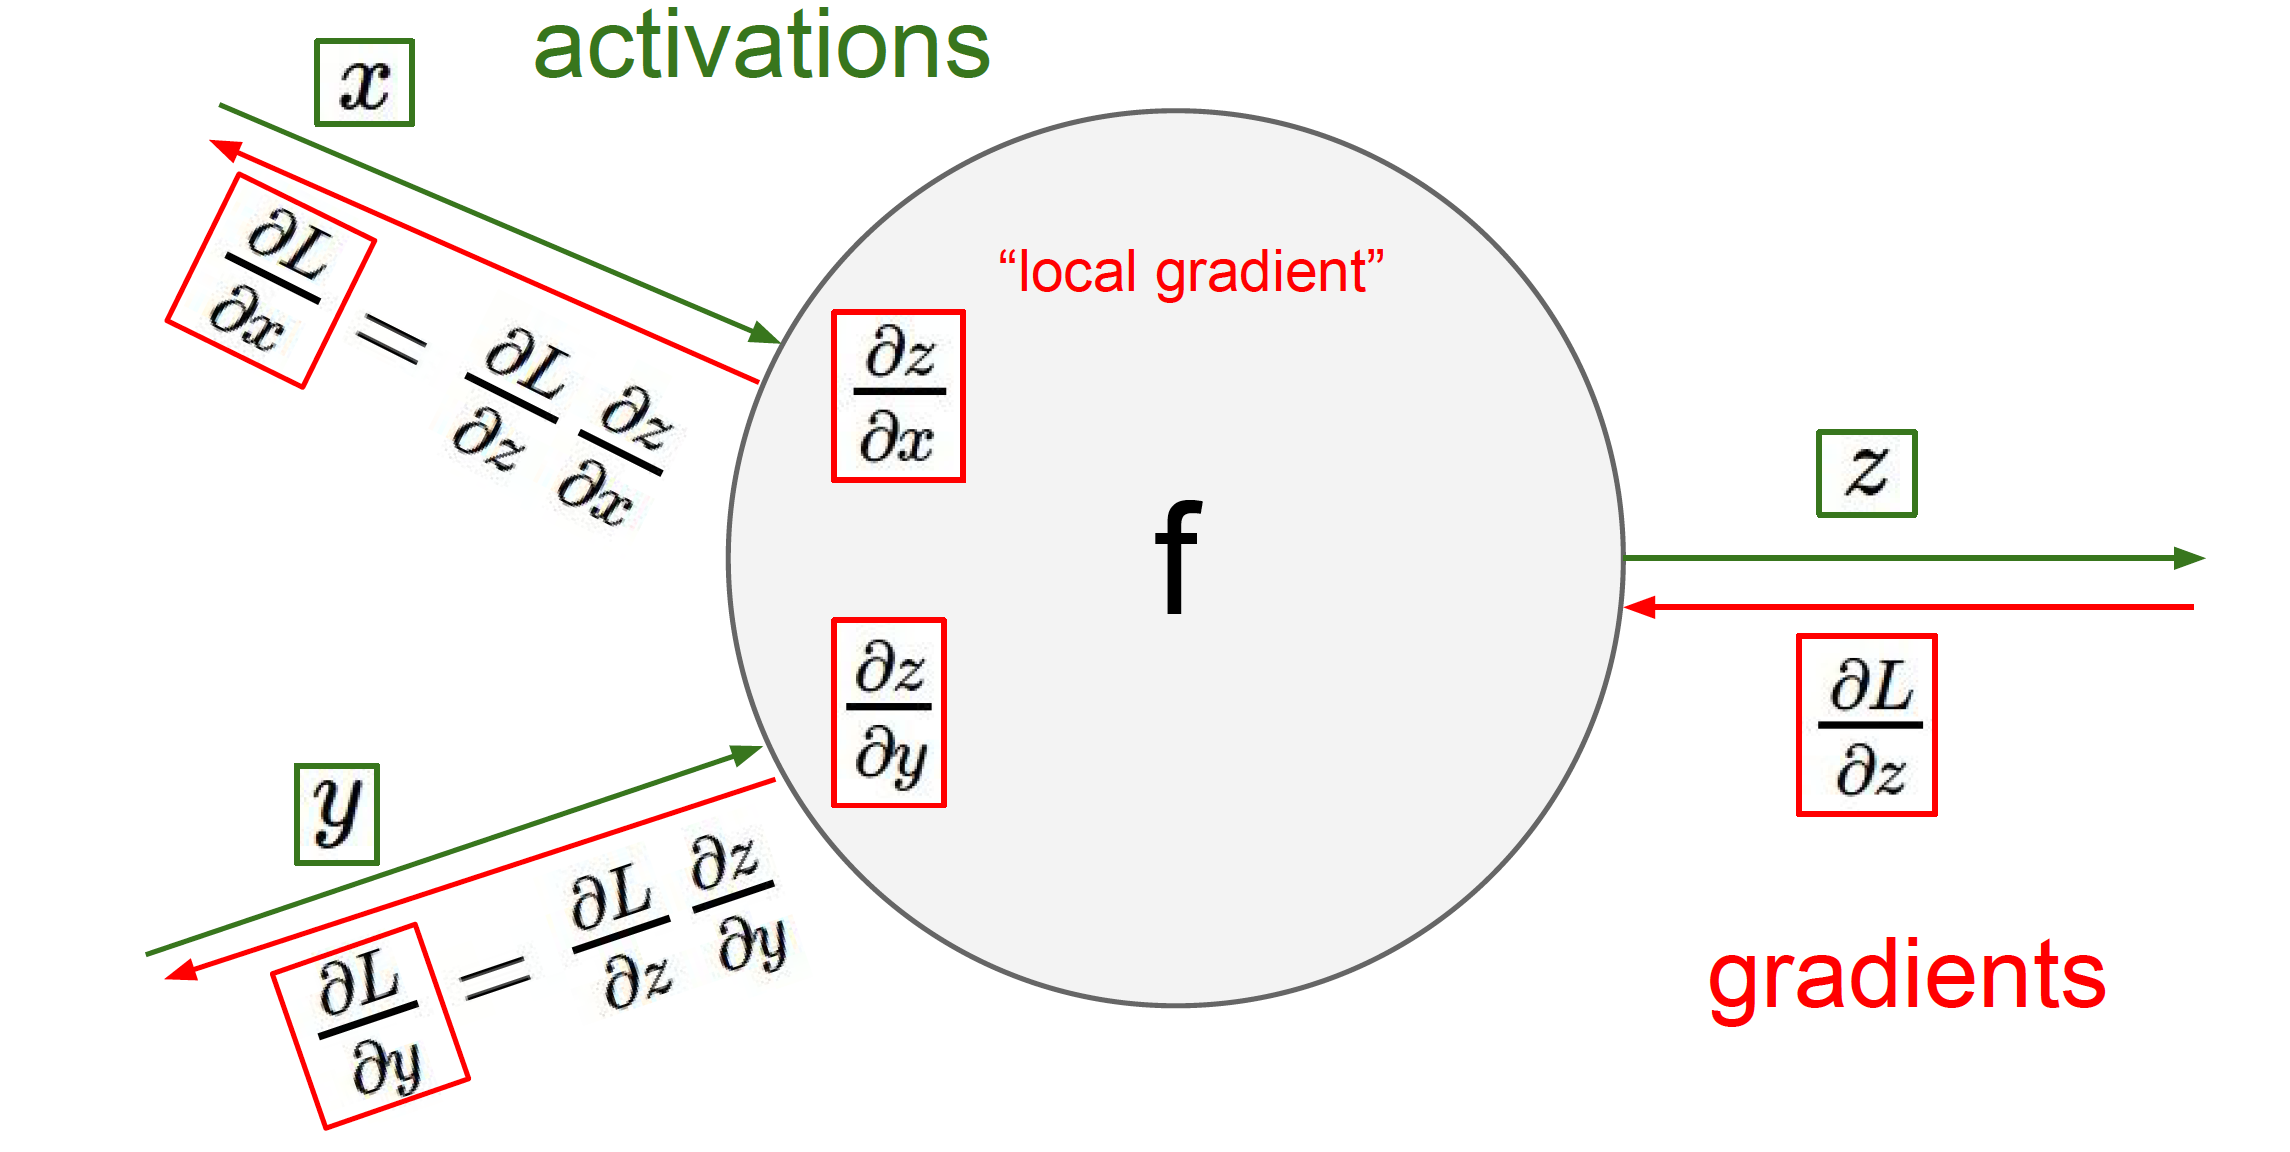 activations
x
∂L/∂x = ∂L/∂z ∂z/∂x
“local gradient”
∂z/∂x
f
z
∂z/∂y
∂L/∂z
y
∂L/∂y = ∂L/∂z ∂z/∂y
gradients